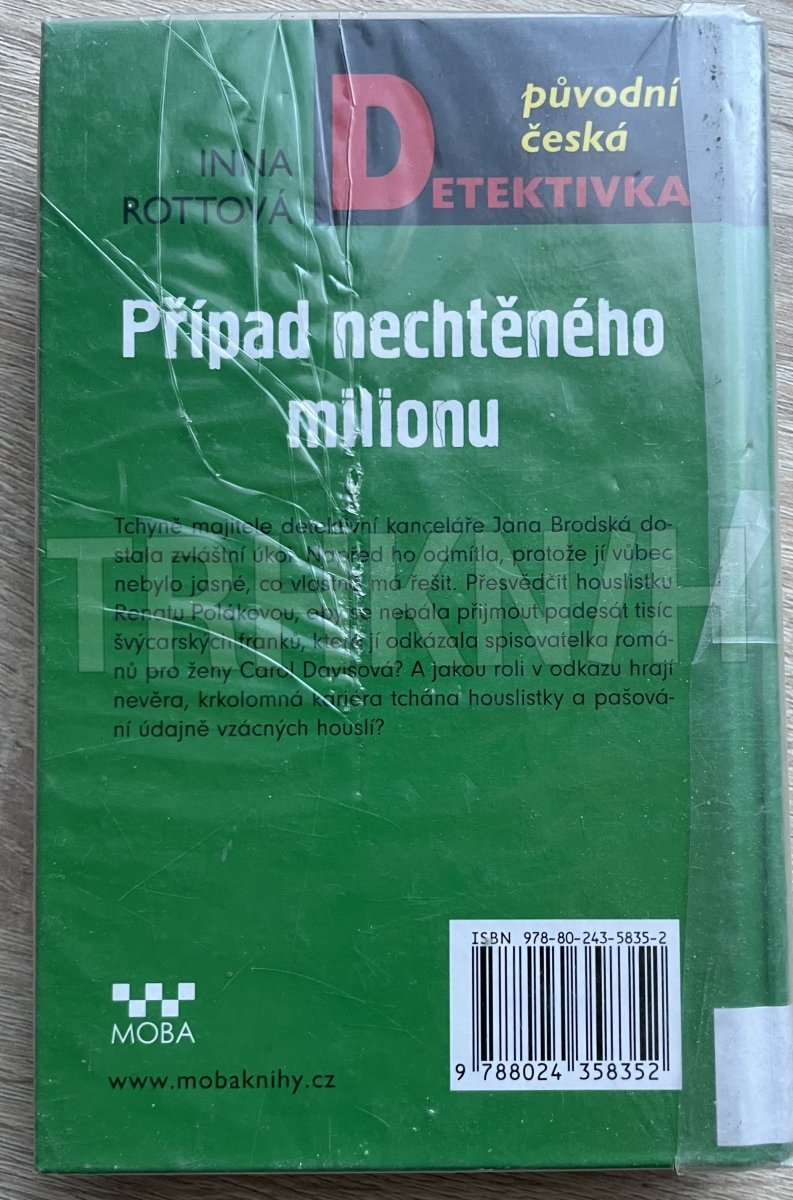 původní
česká
DETEKTIVKA
INNA
ROTTOVÁ
Případ nechtěného
milionu
Tchyně majitele detektivní kanceláře Jana Brodská do-
stala zvláštní úkol. Napřed ho odmítla, protože jí vůbec
nebylo jasné, co vlastně má řešit. Přesvědčit houslistku
Renatu Polákovou, aby se nebála přijmout padesát tisíc
švýcarských franků, které jí odkázala spisovatelka romá-
nů pro ženy Carol Davisová? A jakou roli v odkazu hrají
nevěra, krkolomná kariéra tchána houslistky a pašová-
ní údajně vzácných houslí?
TREPKNIH
ISBN 978-80-243-5835-2
9 788024 358352
MOBA
www.mobaknihy.cz